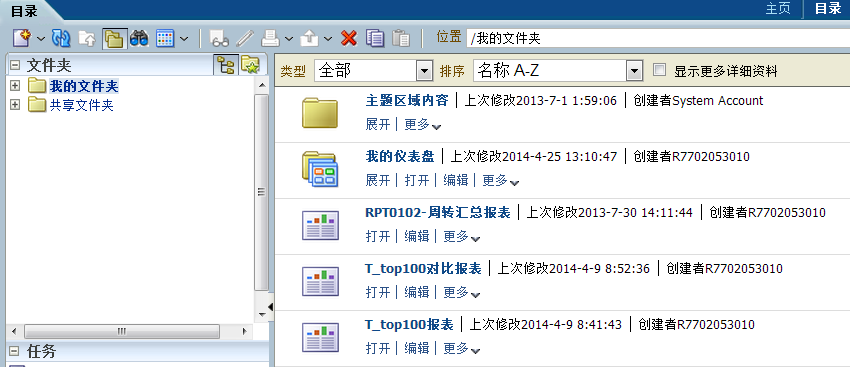 目录
主页 目录
位置 /我的文件夹
文件夹
我的文件夹
共享文件夹
任务
类型 全部 排序 名称 A-Z 显示更多详细资料
主题区域内容 | 上次修改2013-7-1 1:59:06 | 创建者System Account
展开 | 更多
我的仪表盘 | 上次修改2014-4-25 13:10:47 | 创建者R7702053010
展开 | 打开 | 编辑 | 更多
RPT0102-周转汇总报表 | 上次修改2013-7-30 14:11:44 | 创建者R7702053010
打开 | 编辑 | 更多
T_top100对比报表 | 上次修改2014-4-9 8:52:36 | 创建者R7702053010
打开 | 编辑 | 更多
T_top100报表 | 上次修改2014-4-9 8:41:43 | 创建者R7702053010
打开 | 编辑 | 更多